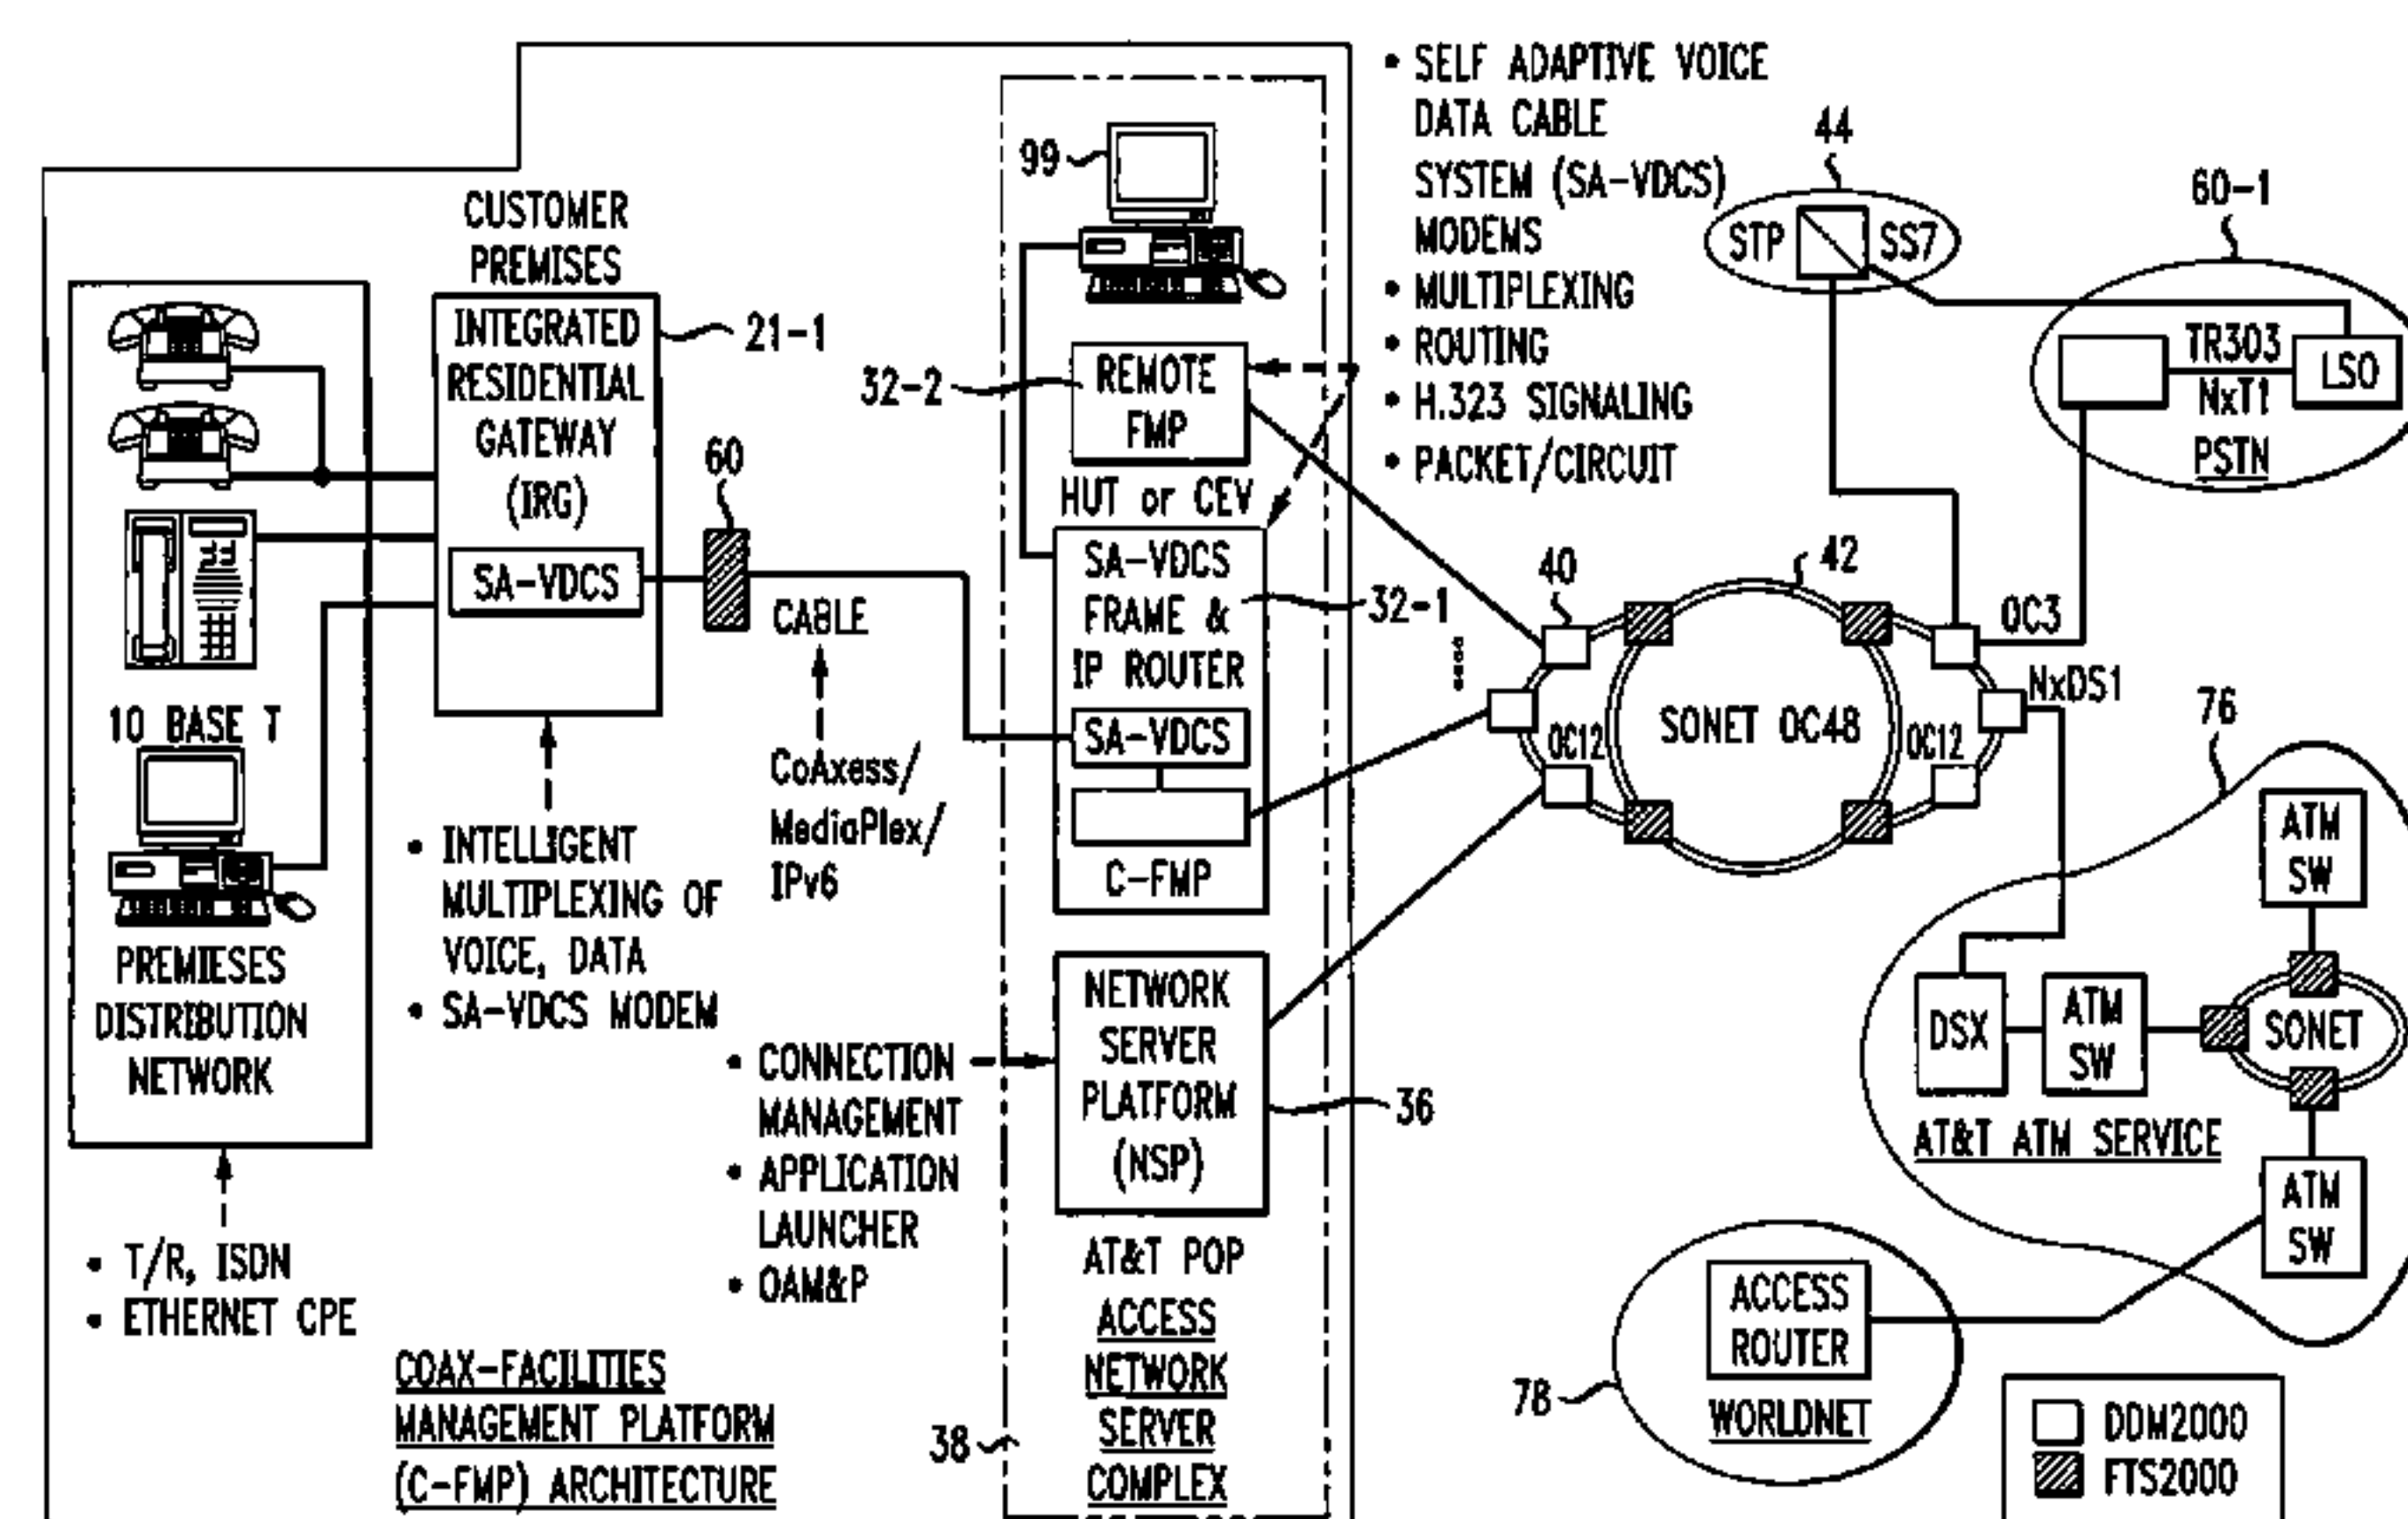 CUSTOMER
PREMISES
INTEGRATED
RESIDENTIAL
GATEWAY
(IRG)
SA-VDCS
21-1
10 BASE T
PREMIESES
DISTRIBUTION
NETWORK
• T/R, ISDN
• ETHERNET CPE
• INTELLIGENT
MULTIPLEXING OF
VOICE, DATA
• SA-VDCS MODEM
60
CABLE
CoAxess/
MediaPlex/
IPv6
• CONNECTION
MANAGEMENT
• APPLICATION
LAUNCHER
• OAM&P
COAX-FACILITIES
MANAGEMENT PLATFORM
(C-FMP) ARCHITECTURE
99
32-2
REMOTE
FMP
HUT or CEV
SA-VDCS
FRAME &
IP ROUTER
32-1
SA-VDCS
C-FMP
NETWORK
SERVER
PLATFORM
(NSP)
36
AT&T POP
ACCESS
NETWORK
SERVER
COMPLEX
38
• SELF ADAPTIVE VOICE
DATA CABLE
SYSTEM (SA-VDCS)
MODEMS
• MULTIPLEXING
• ROUTING
• H.323 SIGNALING
• PACKET/CIRCUIT
44
STP
SS7
60-1
TR303
NxT1
LSO
PSTN
40
42
OC3
NxDS1
OC12
SONET OC48
OC12
76
ATM
SW
DSX
ATM
SW
SONET
AT&T ATM SERVICE
ATM
SW
ACCESS
ROUTER
WORLDNET
78
DDM2000
FTS2000